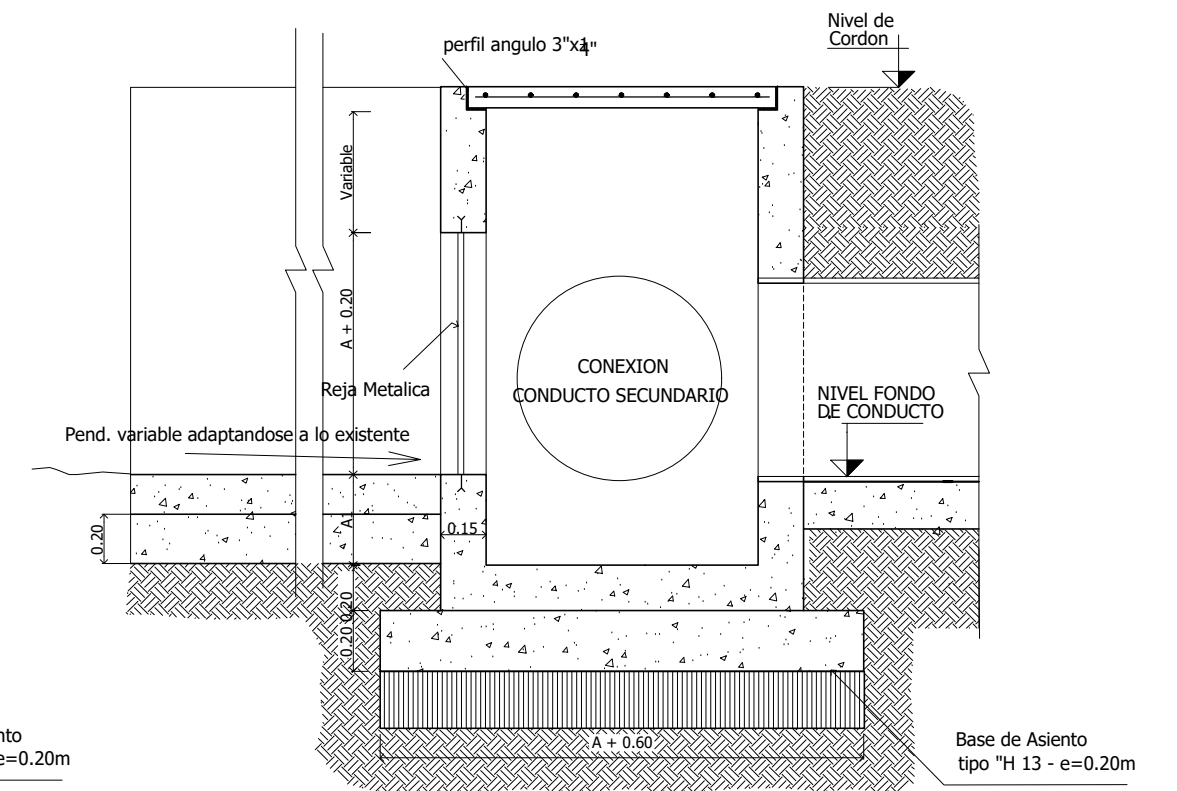 Nivel de
Cordon
perfil angulo 3"x1/4"
Variable
A + 0.20
Reja Metalica
CONEXION
CONDUCTO SECUNDARIO
NIVEL FONDO
DE CONDUCTO
Pend. variable adaptandose a lo existente
0.20
A1
0.15
0.20
0.20
A + 0.60
nto
e=0.20m
Base de Asiento
tipo "H 13 - e=0.20m